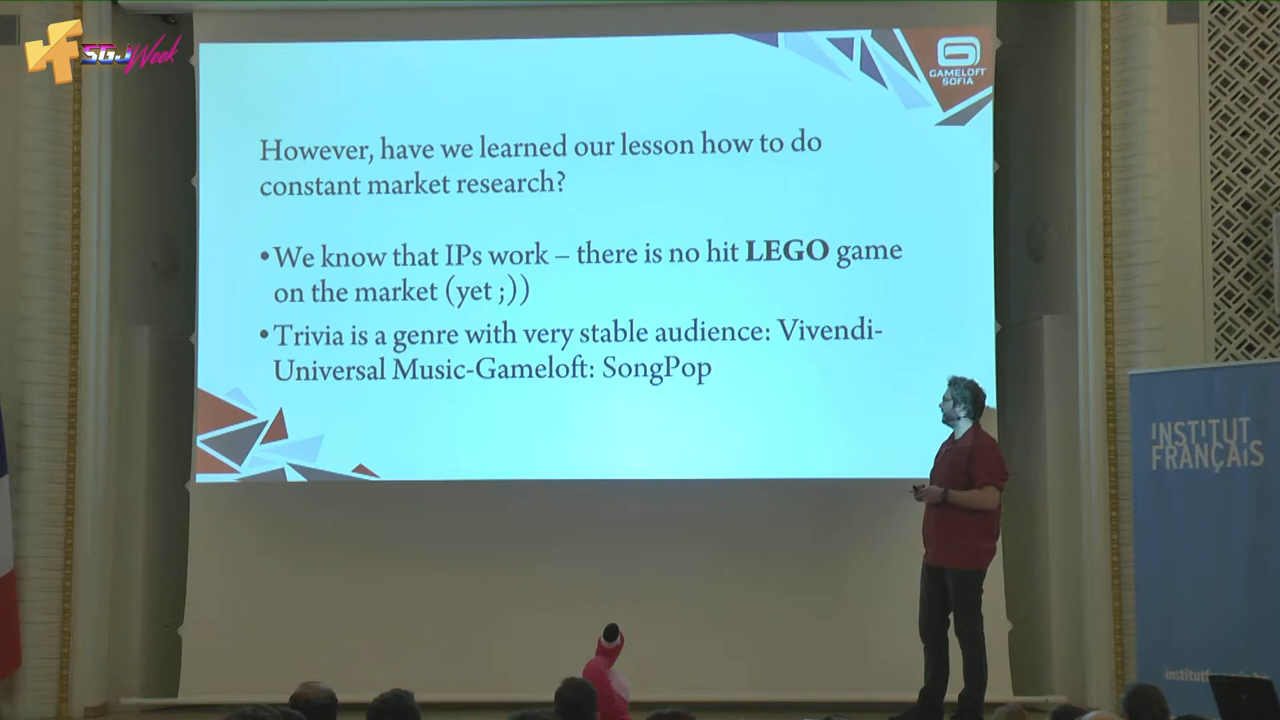 SGJWeek
GAMELOFT
SOFIA
However, have we learned our lesson how to do
constant market research?
•We know that IPs work – there is no hit LEGO game
on the market (yet ;))
•Trivia is a genre with very stable audience: Vivendi-
Universal Music-Gameloft: SongPop
INSTITUT
FRANÇAIS